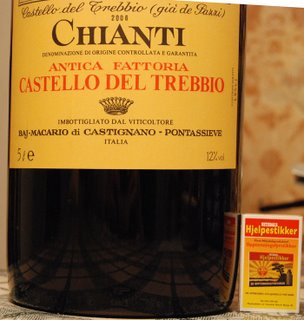 Castello del Trebbio (già de Pazzi)
2006
CHIANTI
DENOMINAZIONE DI ORIGINE CONTROLLATA E GARANTITA
ANTICA FATTORIA
CASTELLO DEL TREBBIO
IMBOTTIGLIATO DAL VITICOLTORE
BAJ-MACARIO di CASTIGNANO - PONTASSIEVE
ITALIA
5 ℓ e
12% vol
Hjelpestikker